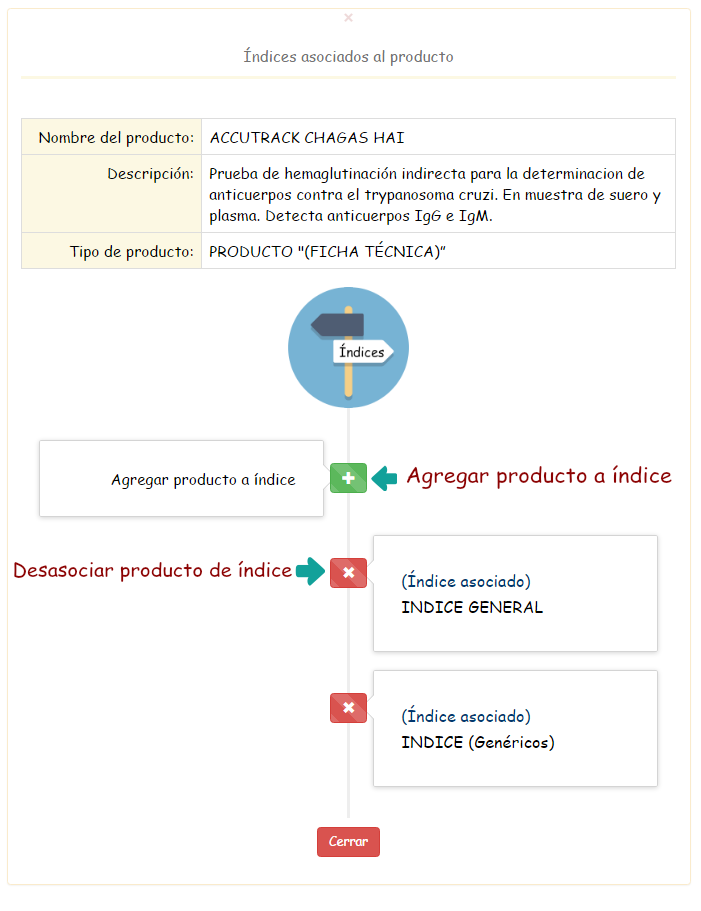 ×
Índices asociados al producto
Nombre del producto: ACCUTRACK CHAGAS HAI
Descripción: Prueba de hemaglutinación indirecta para la determinacion de
anticuerpos contra el trypanosoma cruzi. En muestra de suero y
plasma. Detecta anticuerpos IgG e IgM.
Tipo de producto: PRODUCTO "(FICHA TÉCNICA)”
Índices
Agregar producto a índice
Agregar producto a índice
Desasociar producto de índice
(Índice asociado)
INDICE GENERAL
(Índice asociado)
INDICE (Genéricos)
Cerrar